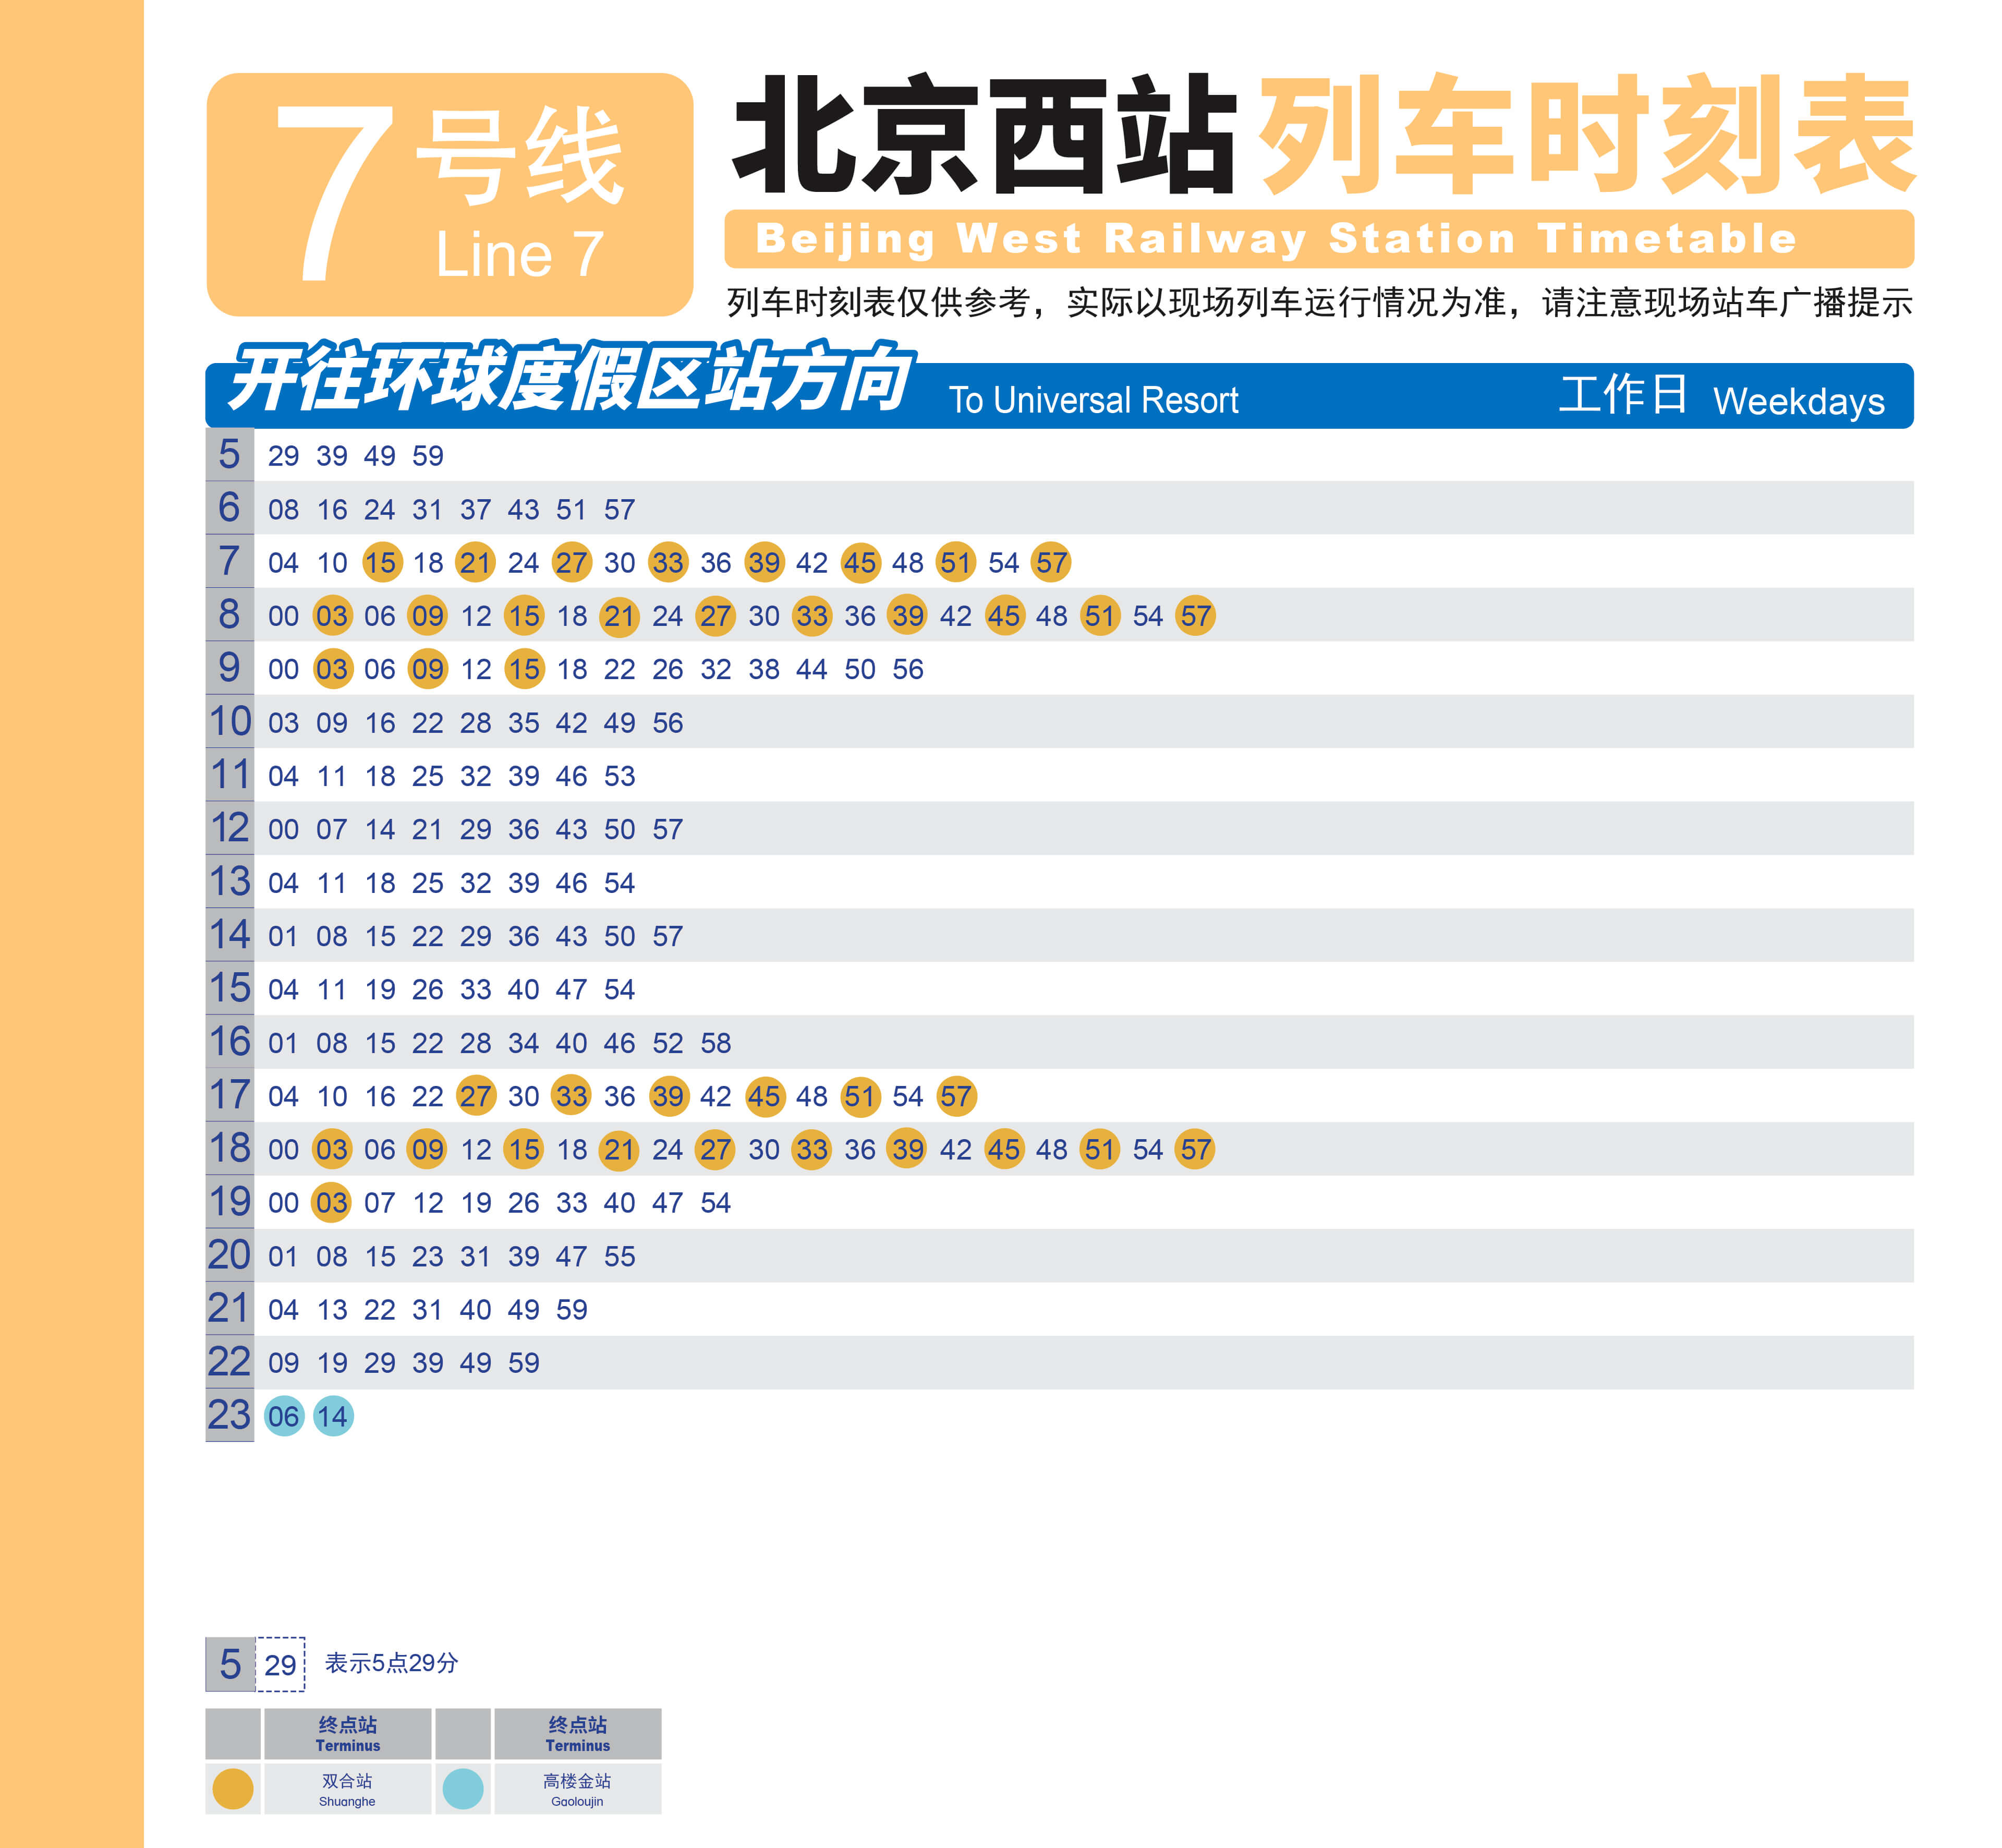 7号线
Line 7
北京西站 列车时刻表
Beijing West Railway Station Timetable
列车时刻表仅供参考，实际以现场列车运行情况为准，请注意现场站车广播提示
开往环球度假区站方向 To Universal Resort 工作日 Weekdays
5 29 39 49 59
6 08 16 24 31 37 43 51 57
7 04 10 15 18 21 24 27 30 33 36 39 42 45 48 51 54 57
8 00 03 06 09 12 15 18 21 24 27 30 33 36 39 42 45 48 51 54 57
9 00 03 06 09 12 15 18 22 26 32 38 44 50 56
10 03 09 16 22 28 35 42 49 56
11 04 11 18 25 32 39 46 53
12 00 07 14 21 29 36 43 50 57
13 04 11 18 25 32 39 46 54
14 01 08 15 22 29 36 43 50 57
15 04 11 19 26 33 40 47 54
16 01 08 15 22 28 34 40 46 52 58
17 04 10 16 22 27 30 33 36 39 42 45 48 51 54 57
18 00 03 06 09 12 15 18 21 24 27 30 33 36 39 42 45 48 51 54 57
19 00 03 07 12 19 26 33 40 47 54
20 01 08 15 23 31 39 47 55
21 04 13 22 31 40 49 59
22 09 19 29 39 49 59
23 06 14
5 29 表示5点29分
终点站 终点站
Terminus Terminus
双合站 高楼金站
Shuanghe Gaoloujin